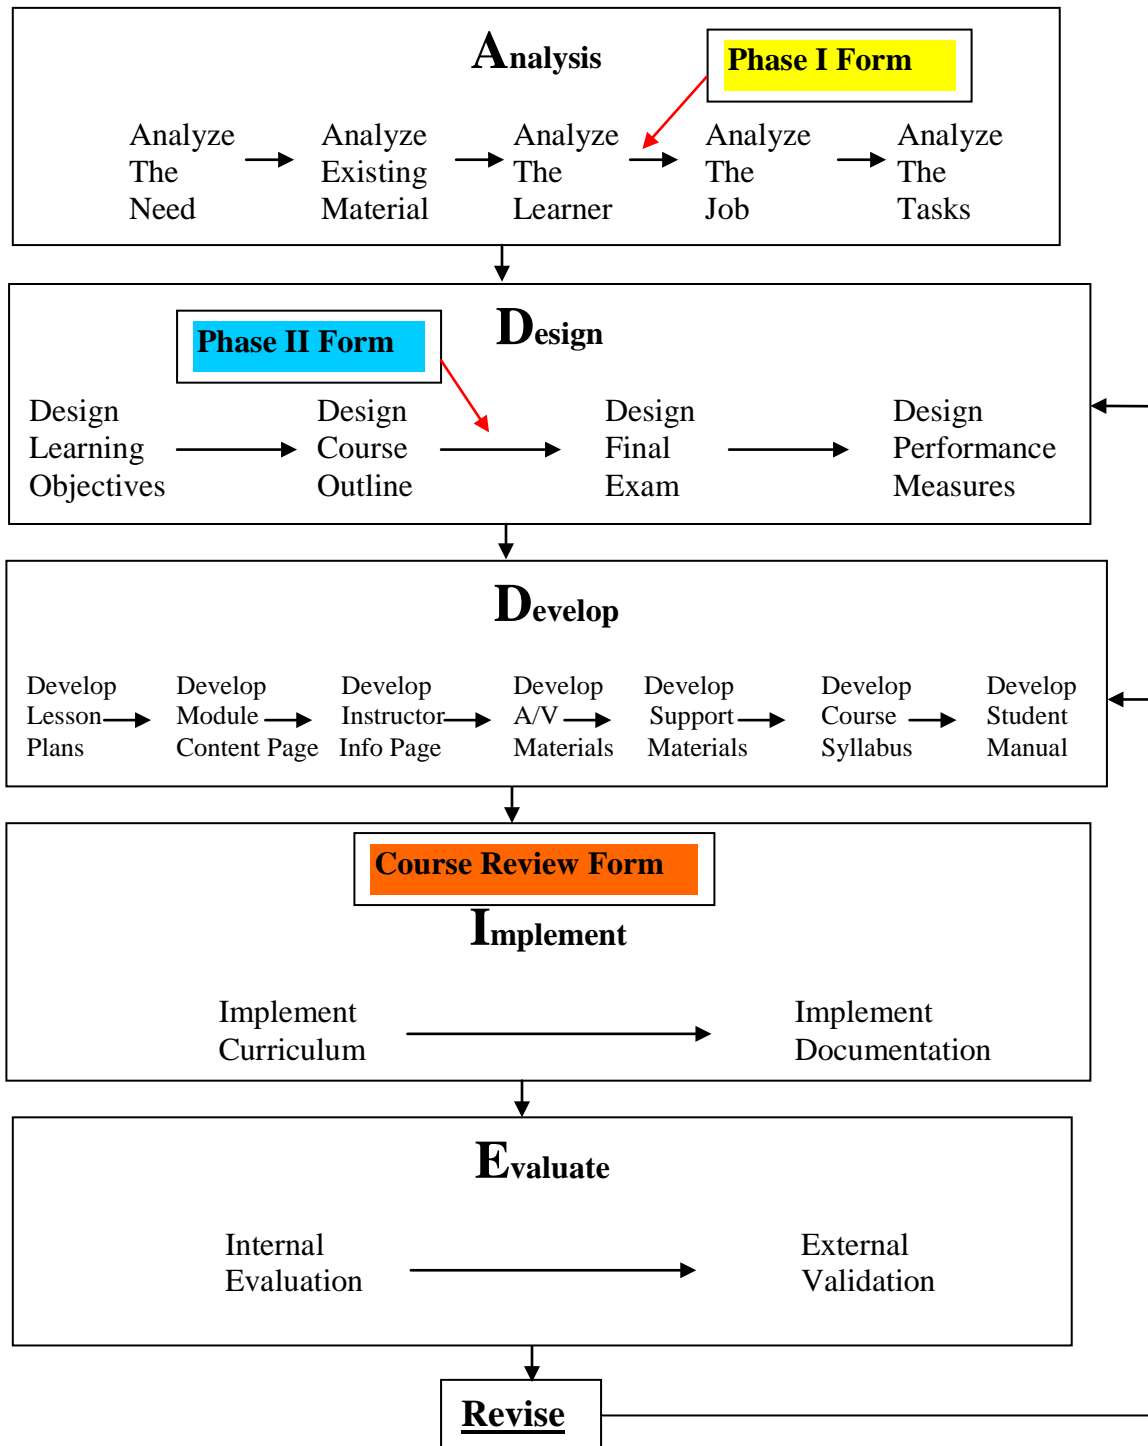 Analysis
Phase I Form
Analyze
The
Need
Analyze
Existing
Material
Analyze
The
Learner
Analyze
The
Job
Analyze
The
Tasks
Design
Phase II Form
Design
Learning
Objectives
Design
Course
Outline
Design
Final
Exam
Design
Performance
Measures
Develop
Develop
Lesson
Plans
Develop
Module
Content Page
Develop
Instructor
Info Page
Develop
A/V
Materials
Develop
Support
Materials
Develop
Course
Syllabus
Develop
Student
Manual
Course Review Form
Implement
Implement
Curriculum
Implement
Documentation
Evaluate
Internal
Evaluation
External
Validation
Revise